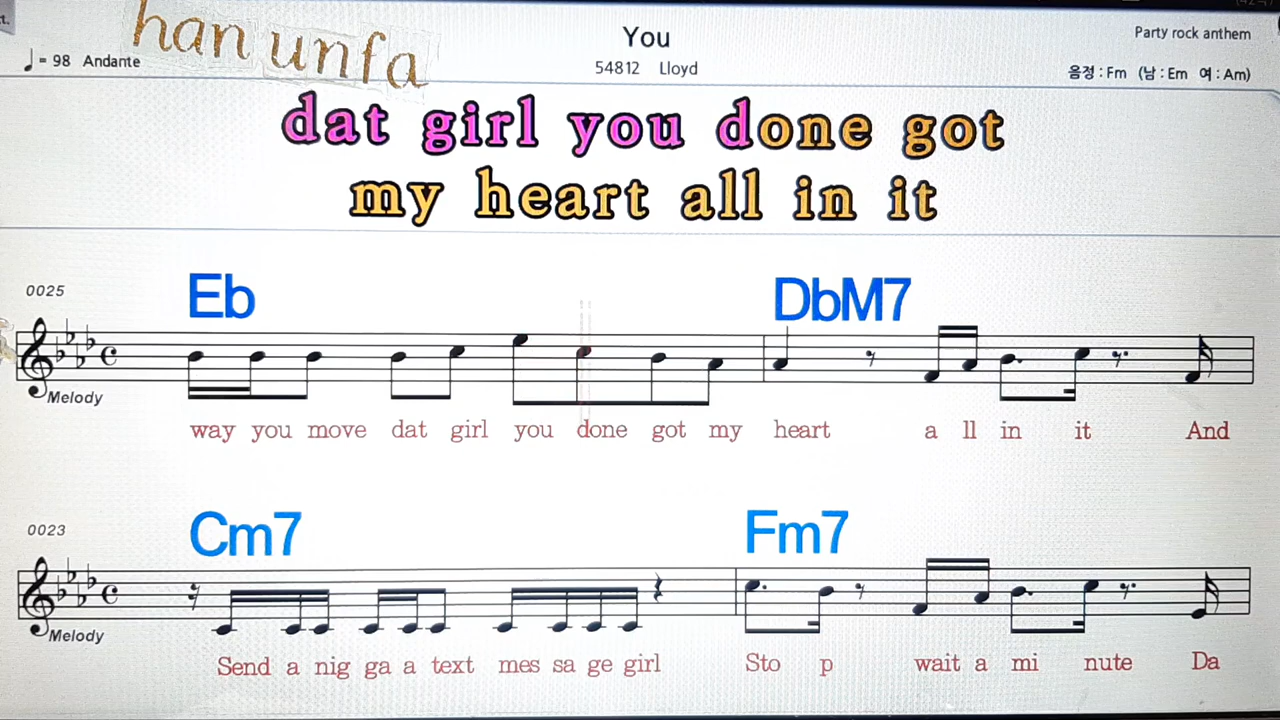 han unfa
You
Party rock anthem
♩ = 98 Andante
54812 Lloyd
음정 : Fm (남 : Em 여 : Am)
dat girl you done got
my heart all in it
0025
Eb DbM7
Melody
way you move dat girl you done got my heart a ll in it And
0023
Cm7 Fm7
Melody
Send a nig ga a text mes sa ge girl Sto p wait a mi nute Da